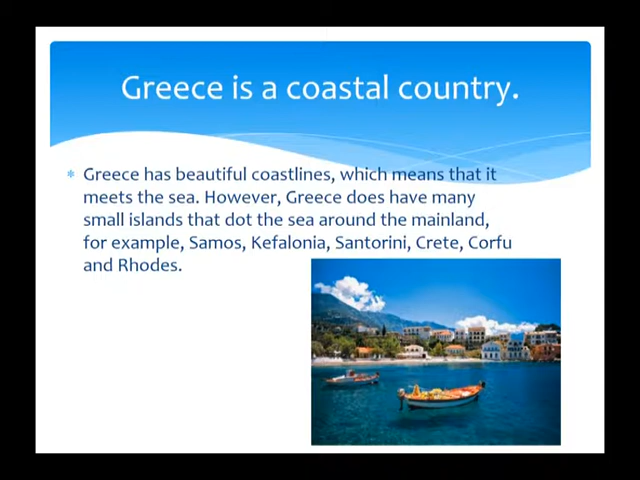 Greece is a coastal country.
Greece has beautiful coastlines, which means that it
meets the sea. However, Greece does have many
small islands that dot the sea around the mainland,
for example, Samos, Kefalonia, Santorini, Crete, Corfu
and Rhodes.